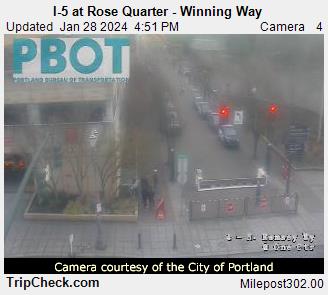 I-5 at Rose Quarter - Winning Way
Updated Jan 28 2024 4:51 PM Camera 4
PBOT
PORTLAND BUREAU OF TRANSPORTATION
Camera courtesy of the City of Portland
TripCheck.com Milepost302.00